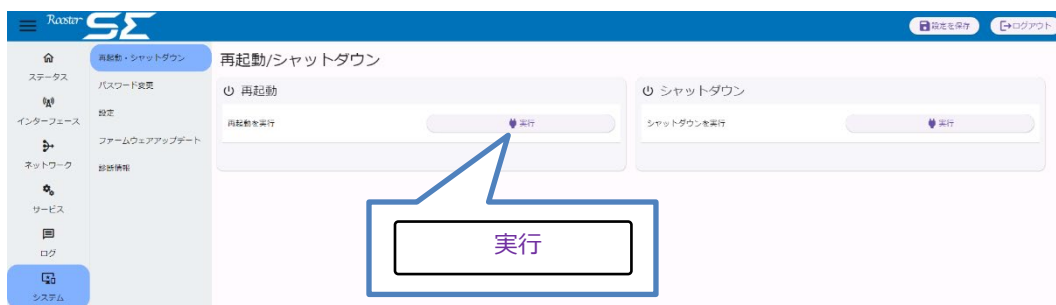 Rooster SΣ
設定を保存
ログアウト
ステータス
インターフェース
ネットワーク
サービス
ログ
システム
再起動・シャットダウン
パスワード変更
設定
ファームウェアアップデート
診断情報
再起動/シャットダウン
再起動
再起動を実行
実行
シャットダウン
シャットダウンを実行
実行
実行